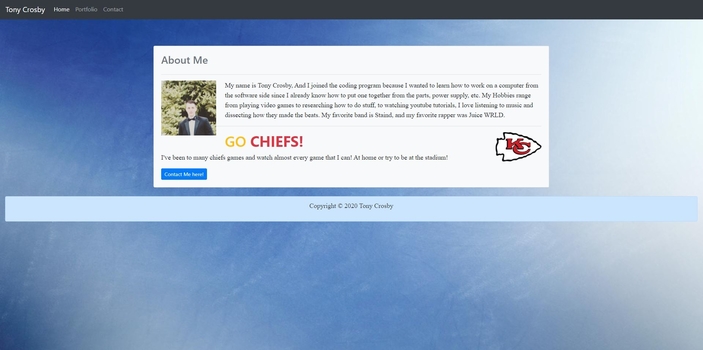 Tony Crosby Home Portfolio Contact
About Me
My name is Tony Crosby, And I joined the coding program because I wanted to learn how to work on a computer from
the software side since I already know how to put one together from the parts, power supply, etc. My Hobbies range
from playing video games to researching how to do stuff, to watching youtube tutorials, I love listening to music and
dissecting how they made the beats. My favorite band is Staind, and my favorite rapper was Juice WRLD.
GO CHIEFS!
KC
I've been to many chiefs games and watch almost every game that I can! At home or try to be at the stadium!
Contact Me here!
Copyright © 2020 Tony Crosby